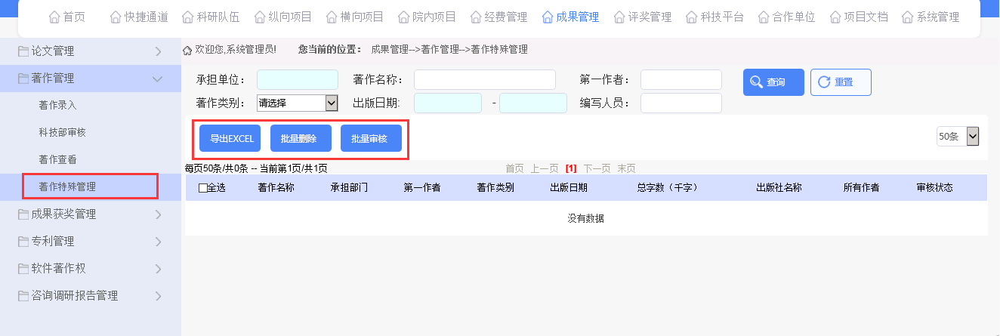 首页 快捷通道 科研队伍 纵向项目 横向项目 院内项目 经费管理 成果管理 评奖管理 科技平台 合作单位 项目文档 系统管理
论文管理
著作管理
著作录入
科技部审核
著作查看
著作特殊管理
成果获奖管理
专利管理
软件著作权
咨询调研报告管理
欢迎您,系统管理员! 您当前的位置： 成果管理-->著作管理-->著作特殊管理
承担单位： 著作名称： 第一作者： 查询 重置
著作类别： 请选择 出版日期: - 编写人员：
导出EXCEL 批量删除 批量审核 50条
每页50条/共0条 -- 当前第1页/共1页 首页 上一页 [1] 下一页 末页
全选 著作名称 承担部门 第一作者 著作类别 出版日期 总字数（千字） 出版社名称 所有作者 审核状态
没有数据